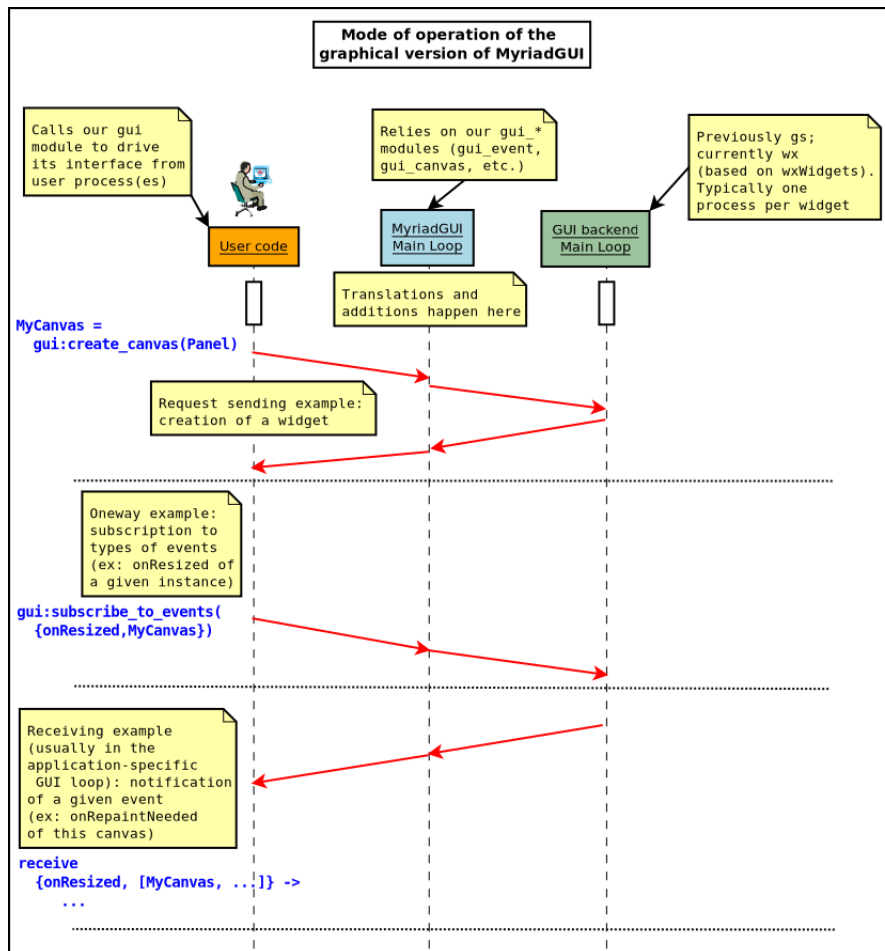 Mode of operation of the
graphical version of MyriadGUI
Calls our gui
module to drive
its interface from
user process(es)
Relies on our gui_*
modules (gui_event,
gui_canvas, etc.)
Previously gs;
currently wx
(based on wxWidgets).
Typically one
process per widget
User code
MyriadGUI
Main Loop
GUI backend
Main Loop
Translations and
additions happen here
MyCanvas =
gui:create_canvas(Panel)
Request sending example:
creation of a widget
Oneway example:
subscription to
types of events
(ex: onResized of
a given instance)
gui:subscribe_to_events(
{onResized,MyCanvas})
Receiving example
(usually in the
application-specific
GUI loop): notification
of a given event
(ex: onRepaintNeeded
of this canvas)
receive
{onResized, [MyCanvas, ...]} ->
...